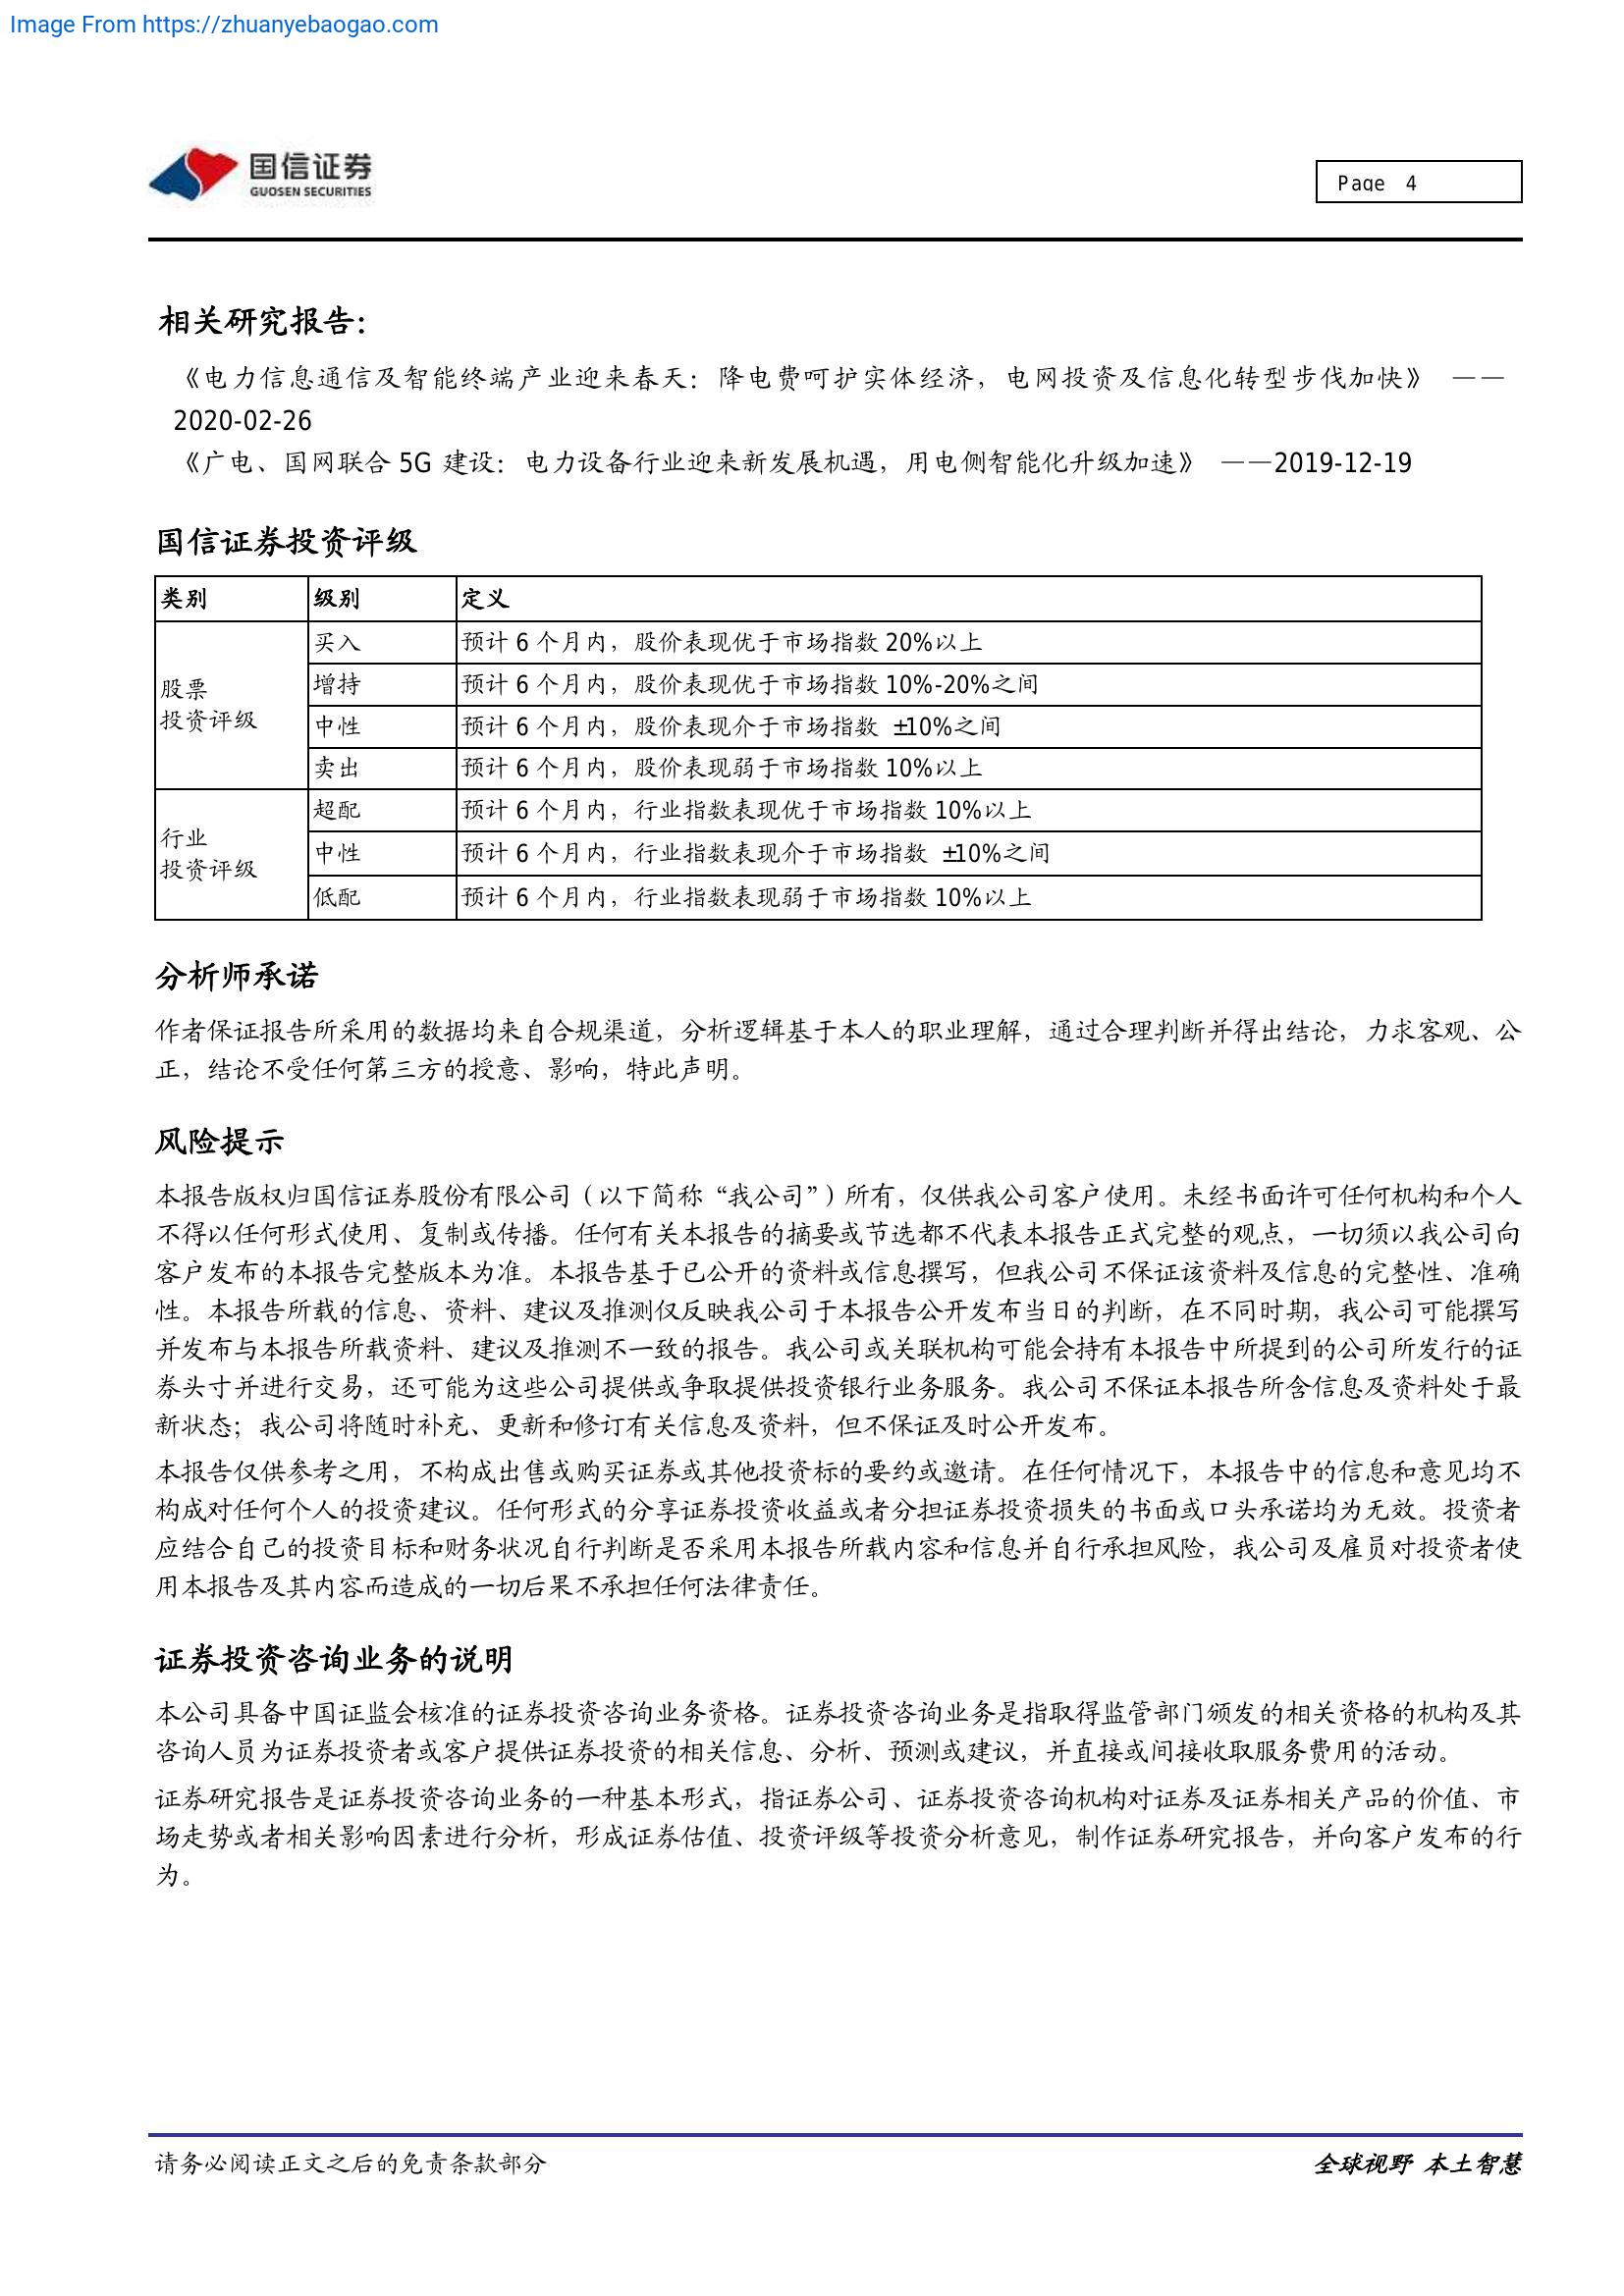 Image From https://zhuanyebaogao.com
国信证券
GUOSEN SECURITIES
Page 4
相关研究报告：
《电力信息通信及智能终端产业迎来春天：降电费呵护实体经济，电网投资及信息化转型步伐加快》 ——
2020-02-26
《广电、国网联合 5G 建设：电力设备行业迎来新发展机遇，用电侧智能化升级加速》 ——2019-12-19
国信证券投资评级
类别 级别 定义
股票
投资评级
买入 预计 6 个月内，股价表现优于市场指数 20%以上
增持 预计 6 个月内，股价表现优于市场指数 10%-20%之间
中性 预计 6 个月内，股价表现介于市场指数 ±10%之间
卖出 预计 6 个月内，股价表现弱于市场指数 10%以上
行业
投资评级
超配 预计 6 个月内，行业指数表现优于市场指数 10%以上
中性 预计 6 个月内，行业指数表现介于市场指数 ±10%之间
低配 预计 6 个月内，行业指数表现弱于市场指数 10%以上
分析师承诺
作者保证报告所采用的数据均来自合规渠道，分析逻辑基于本人的职业理解，通过合理判断并得出结论，力求客观、公
正，结论不受任何第三方的授意、影响，特此声明。
风险提示
本报告版权归国信证券股份有限公司（以下简称“我公司”）所有，仅供我公司客户使用。未经书面许可任何机构和个人
不得以任何形式使用、复制或传播。任何有关本报告的摘要或节选都不代表本报告正式完整的观点，一切须以我公司向
客户发布的本报告完整版本为准。本报告基于已公开的资料或信息撰写，但我公司不保证该资料及信息的完整性、准确
性。本报告所载的信息、资料、建议及推测仅反映我公司于本报告公开发布当日的判断，在不同时期，我公司可能撰写
并发布与本报告所载资料、建议及推测不一致的报告。我公司或关联机构可能会持有本报告中所提到的公司所发行的证
券头寸并进行交易，还可能为这些公司提供或争取提供投资银行业务服务。我公司不保证本报告所含信息及资料处于最
新状态；我公司将随时补充、更新和修订有关信息及资料，但不保证及时公开发布。
本报告仅供参考之用，不构成出售或购买证券或其他投资标的要约或邀请。在任何情况下，本报告中的信息和意见均不
构成对任何个人的投资建议。任何形式的分享证券投资收益或者分担证券投资损失的书面或口头承诺均为无效。投资者
应结合自己的投资目标和财务状况自行判断是否采用本报告所载内容和信息并自行承担风险，我公司及雇员对投资者使
用本报告及其内容而造成的一切后果不承担任何法律责任。
证券投资咨询业务的说明
本公司具备中国证监会核准的证券投资咨询业务资格。证券投资咨询业务是指取得监管部门颁发的相关资格的机构及其
咨询人员为证券投资者或客户提供证券投资的相关信息、分析、预测或建议，并直接或间接收取服务费用的活动。
证券研究报告是证券投资咨询业务的一种基本形式，指证券公司、证券投资咨询机构对证券及证券相关产品的价值、市
场走势或者相关影响因素进行分析，形成证券估值、投资评级等投资分析意见，制作证券研究报告，并向客户发布的行
为。
请务必阅读正文之后的免责条款部分
全球视野 本土智慧